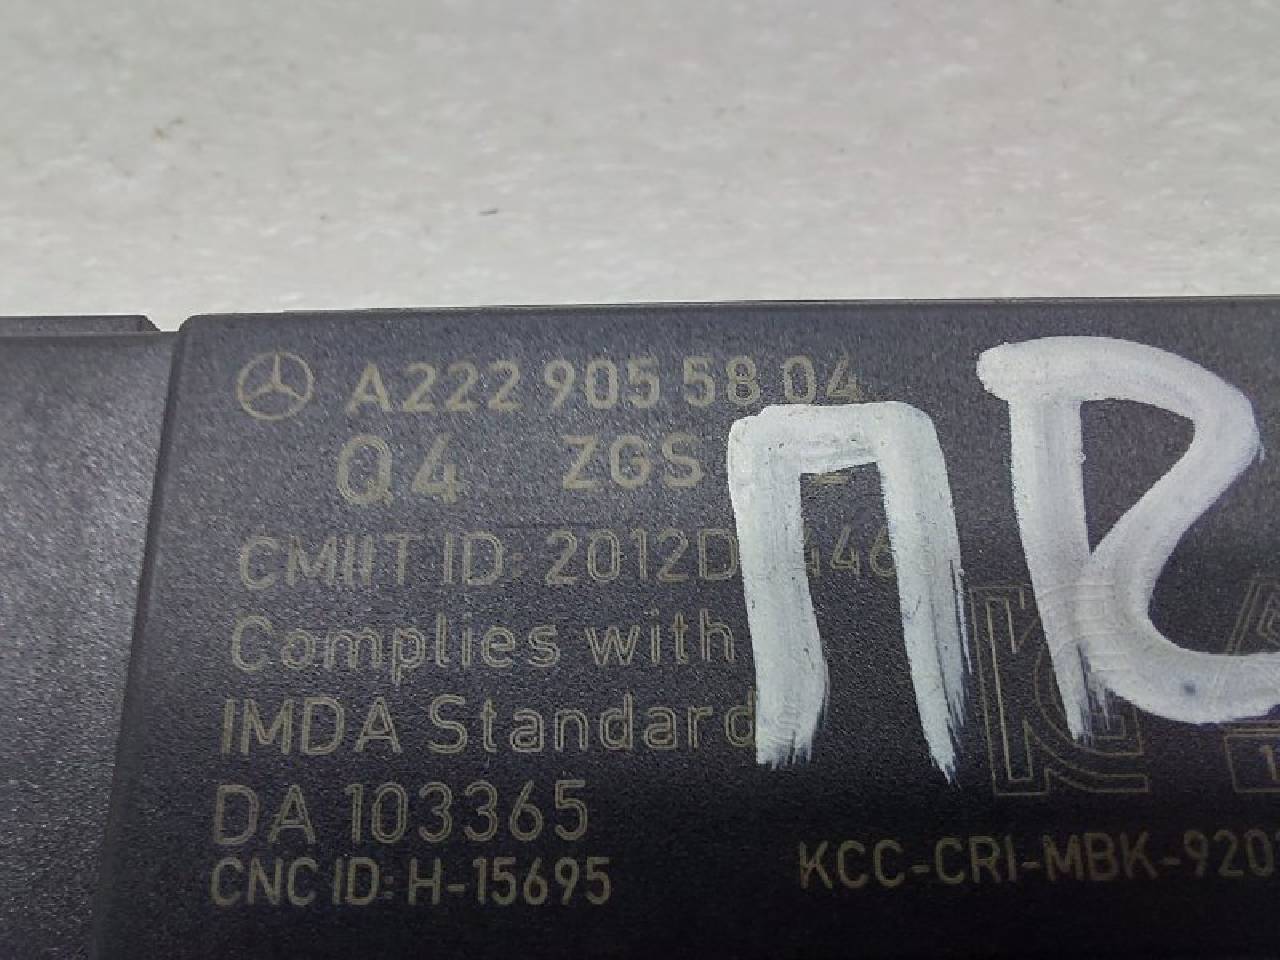 A222 905 58 04
Q4 ZGS
ПВ
CMIIT ID: 2012D
Complies with
IMDA Standard
DA 103365
CNC ID: H-15695
KCC-CRI-MBK-920